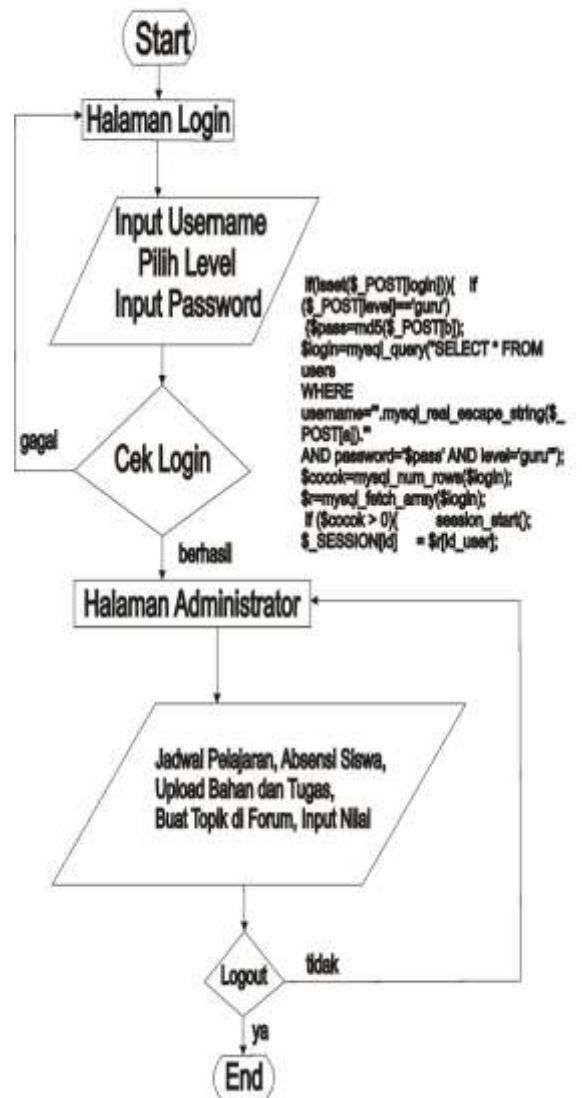 Start
Halaman Login
Input Username
Pilih Level
Input Password
If(Isset($_POST[login])){ If
($_POST[level]=='guru')
{$pass=md5($_POST[b]);
$login=mysql_query("SELECT * FROM
users
WHERE
username='".mysql_real_escape_string($_
POST[a])."'
AND password='$pass' AND level='guru'");
$cocok=mysql_num_rows($login);
$r=mysql_fetch_array($login);
If ($cocok > 0){ session_start();
$_SESSION[id] = $r[id_user];
gagal
Cek Login
berhasil
Halaman Administrator
Jadwal Pelajaran, Absensi Siswa,
Upload Bahan dan Tugas,
Buat Topik di Forum, Input Nilai
Logout
tidak
ya
End